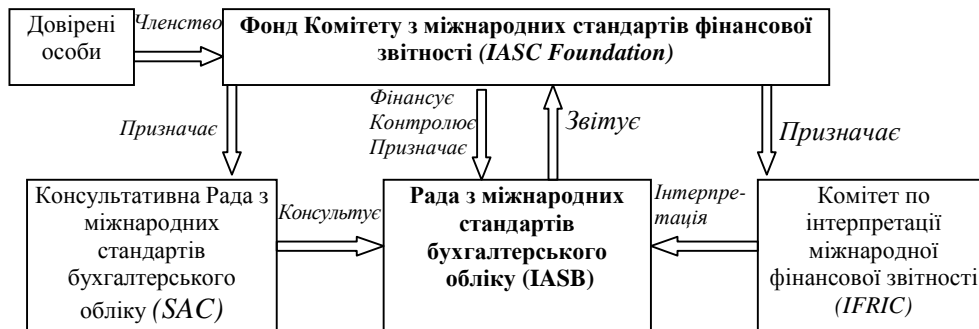 Довірені
особи
Членство
Фонд Комітету з міжнародних стандартів фінансової
звітності (IASC Foundation)
Призначає
Фінансує
Контролює
Призначає
Звітує
Призначає
Консультативна Рада з
міжнародних
стандартів
бухгалтерського
обліку (SAC)
Консультує
Рада з міжнародних
стандартів
бухгалтерського
обліку (IASB)
Інтерпре-
тація
Комітет по
інтерпретації
міжнародної
фінансової звітності
(IFRIC)